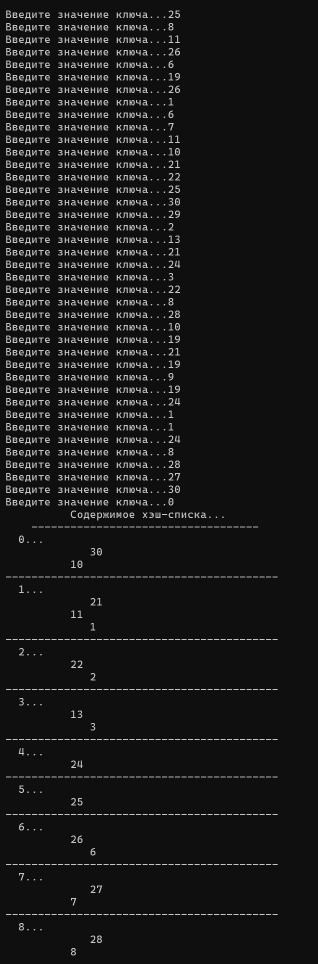 Введите значение ключа...25
Введите значение ключа...8
Введите значение ключа...11
Введите значение ключа...26
Введите значение ключа...6
Введите значение ключа...19
Введите значение ключа...26
Введите значение ключа...1
Введите значение ключа...6
Введите значение ключа...7
Введите значение ключа...11
Введите значение ключа...10
Введите значение ключа...21
Введите значение ключа...22
Введите значение ключа...25
Введите значение ключа...30
Введите значение ключа...29
Введите значение ключа...2
Введите значение ключа...13
Введите значение ключа...21
Введите значение ключа...24
Введите значение ключа...3
Введите значение ключа...22
Введите значение ключа...8
Введите значение ключа...28
Введите значение ключа...10
Введите значение ключа...19
Введите значение ключа...21
Введите значение ключа...19
Введите значение ключа...9
Введите значение ключа...19
Введите значение ключа...24
Введите значение ключа...1
Введите значение ключа...1
Введите значение ключа...24
Введите значение ключа...8
Введите значение ключа...28
Введите значение ключа...27
Введите значение ключа...30
Введите значение ключа...0
Содержимое хэш-списка...
-----------------------------------
0...
30
10
------------------------------------------
1...
21
11
1
------------------------------------------
2...
22
2
------------------------------------------
3...
13
3
------------------------------------------
4...
24
------------------------------------------
5...
25
------------------------------------------
6...
26
6
------------------------------------------
7...
27
7
------------------------------------------
8...
28
8